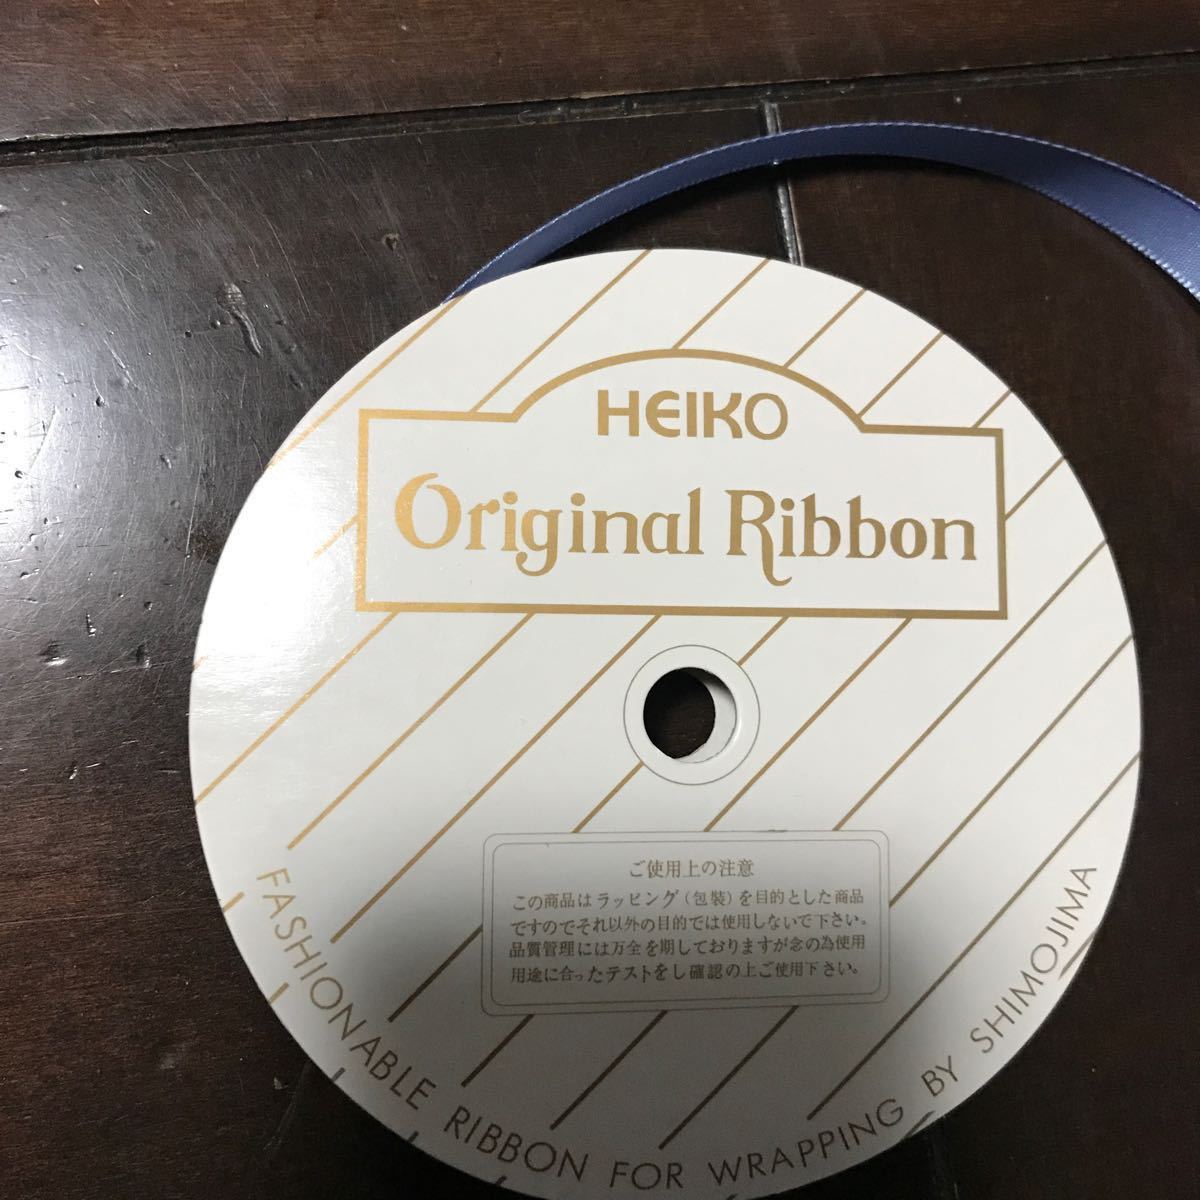 HEIKO
Original Ribbon
ご使用上の注意
この商品はラッピング(包装)を目的とした商品
ですのでそれ以外の目的では使用しないで下さい。
品質管理には万全を期しておりますが念の為使用
用途に合ったテストをし確認の上ご使用下さい。
FASHIONABLE RIBBON FOR WRAPPING BY SHIMOJIMA